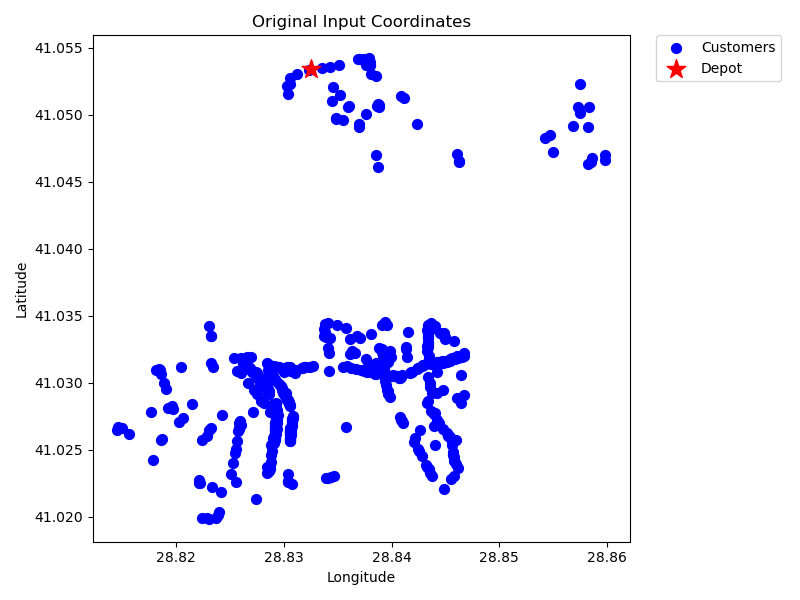 Original Input Coordinates
Customers
Depot
41.055
41.050
41.045
41.040
41.035
41.030
41.025
41.020
Latitude
28.82 28.83 28.84 28.85 28.86
Longitude